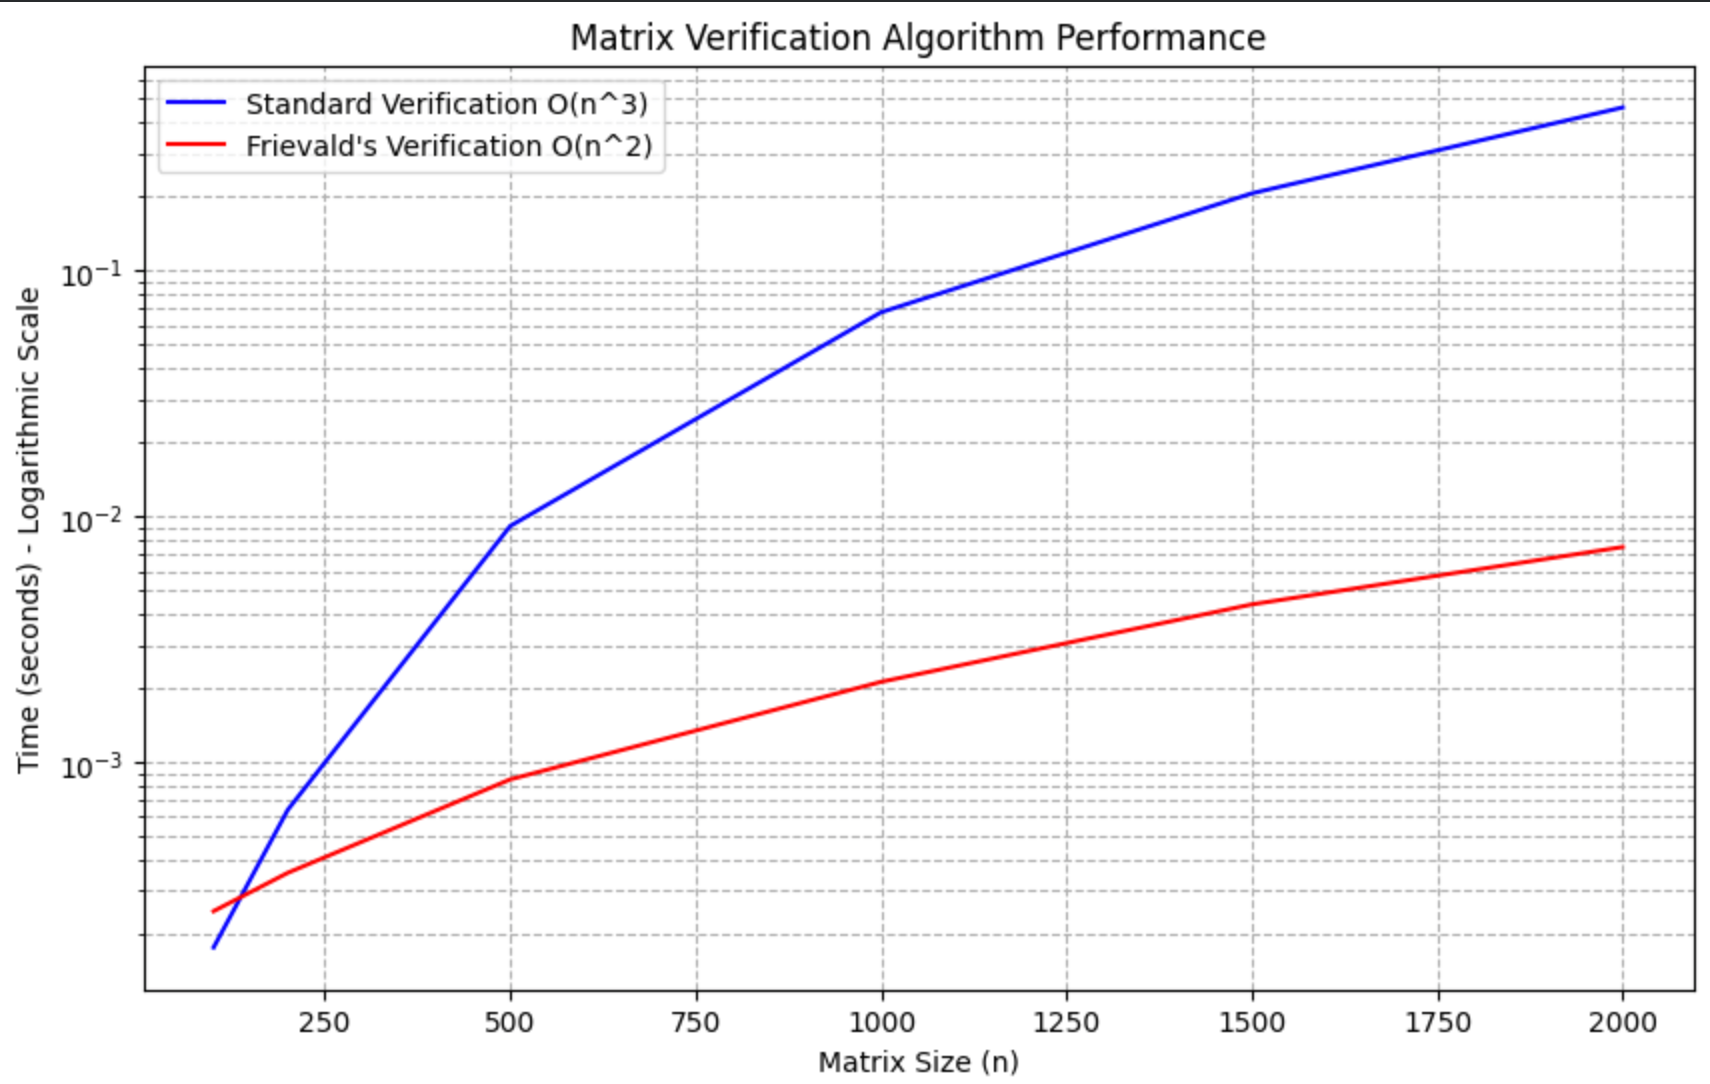 Matrix Verification Algorithm Performance
Standard Verification O(n^3)
Frievald's Verification O(n^2)
Time (seconds) - Logarithmic Scale
10⁻¹
10⁻²
10⁻³
250 500 750 1000 1250 1500 1750 2000
Matrix Size (n)